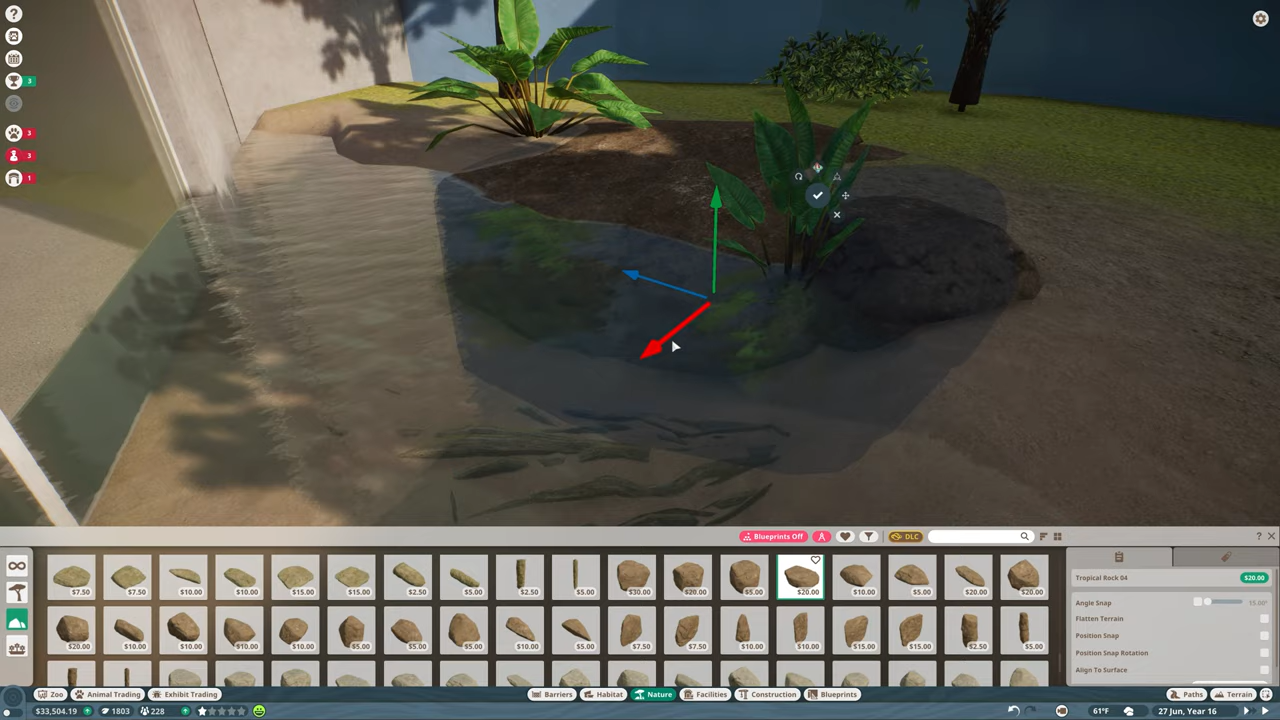 ?
3
3
3
1
Blueprints Off
DLC
?
$7.50 $7.50 $10.00 $10.00 $15.00 $15.00 $2.50 $5.00 $2.50 $5.00 $30.00 $20.00 $5.00 $20.00 $10.00 $5.00 $20.00 $20.00
Tropical Rock 04 $20.00
Angle Snap 15.00°
Flatten Terrain
Position Snap
Position Snap Rotation
Align To Surface
$20.00 $10.00 $10.00 $10.00 $10.00 $5.00 $5.00 $5.00 $10.00 $5.00 $7.50 $7.50 $10.00 $10.00 $15.00 $15.00 $2.50 $5.00
Zoo Animal Trading Exhibit Trading Barriers Habitat Nature Facilities Construction Blueprints Paths Terrain
$33,504.19 1803 228 61°F 27 Jun, Year 16